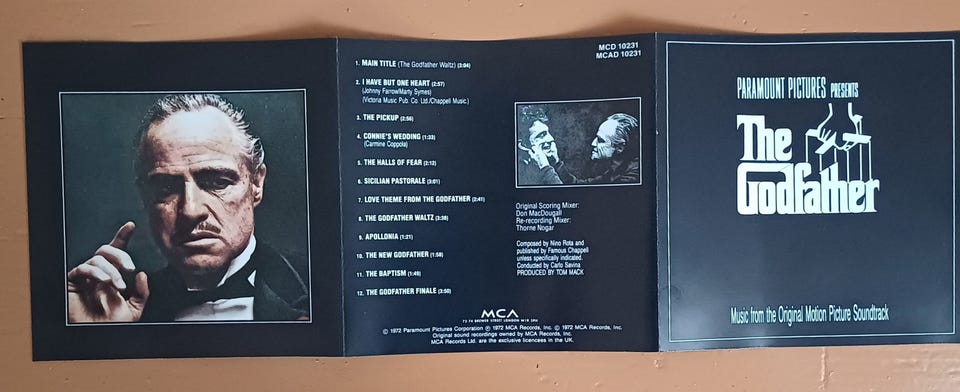 MCD 10231
MCAD 10231
1. MAIN TITLE (The Godfather Waltz) (3:04)
2. I HAVE BUT ONE HEART (2:57)
(Johnny Farrow/Marty Symes)
(Victoria Music Pub. Co. Ltd./Chappell Music.)
3. THE PICKUP (2:56)
4. CONNIE'S WEDDING (1:33)
(Carmine Coppola)
5. THE HALLS OF FEAR (2:12)
6. SICILIAN PASTORALE (3:01)
7. LOVE THEME FROM THE GODFATHER (2:41)
8. THE GODFATHER WALTZ (3:38)
9. APOLLONIA (1:21)
10. THE NEW GODFATHER (1:58)
11. THE BAPTISM (1:49)
12. THE GODFATHER FINALE (3:50)
Original Scoring Mixer:
Don MacDougall
Re-recording Mixer:
Thorne Nogar
Composed by Nino Rota and
published by Famous Chappell
unless specifically indicated.
Conducted by Carlo Savina
PRODUCED BY TOM MACK
MCA
72-74 BREWER STREET LONDON W1R 3PH
© 1972 Paramount Pictures Corporation ℗ 1972 MCA Records, Inc. © 1972 MCA Records, Inc.
Original sound recordings owned by MCA Records, Inc.
MCA Records Ltd. are the exclusive licencees in the UK.
PARAMOUNT PICTURES PRESENTS
The
Godfather
Music from the Original Motion Picture Soundtrack